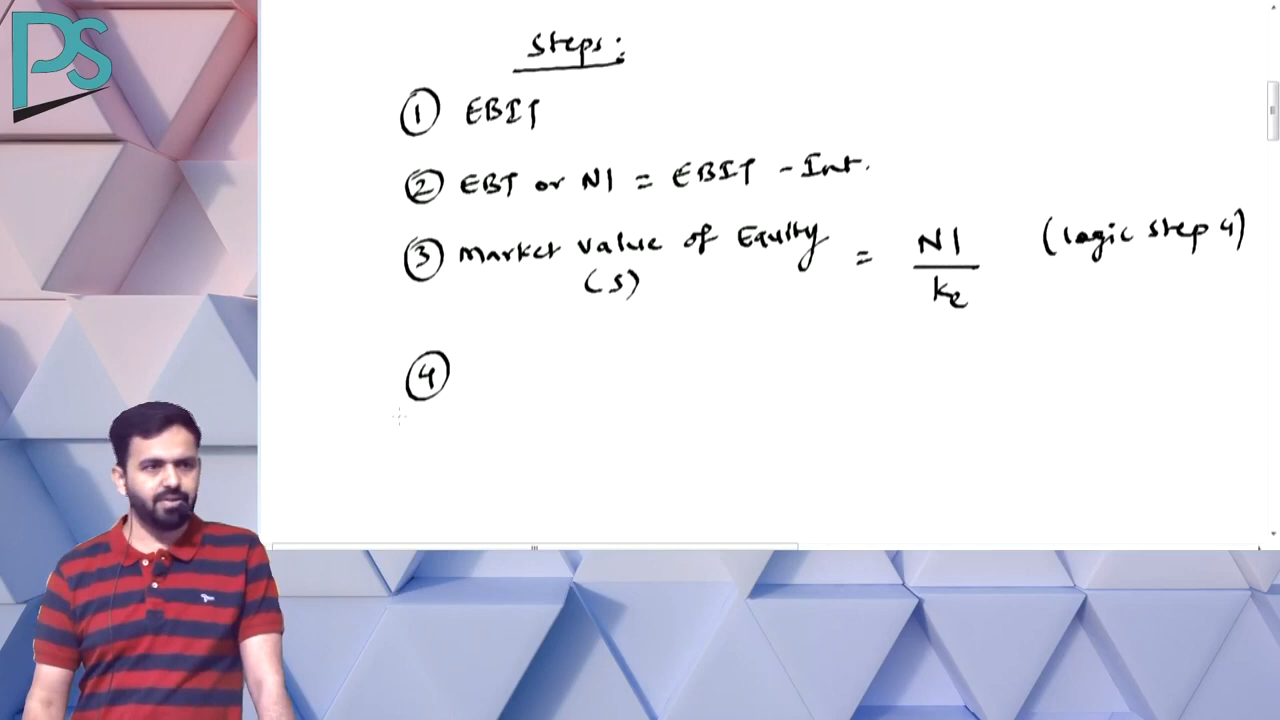 PS
Steps:
① EBIT
② EBT or NI = EBIT - Int.
③ Market value of Equity (S) = NI / ke (logic step 4)
④